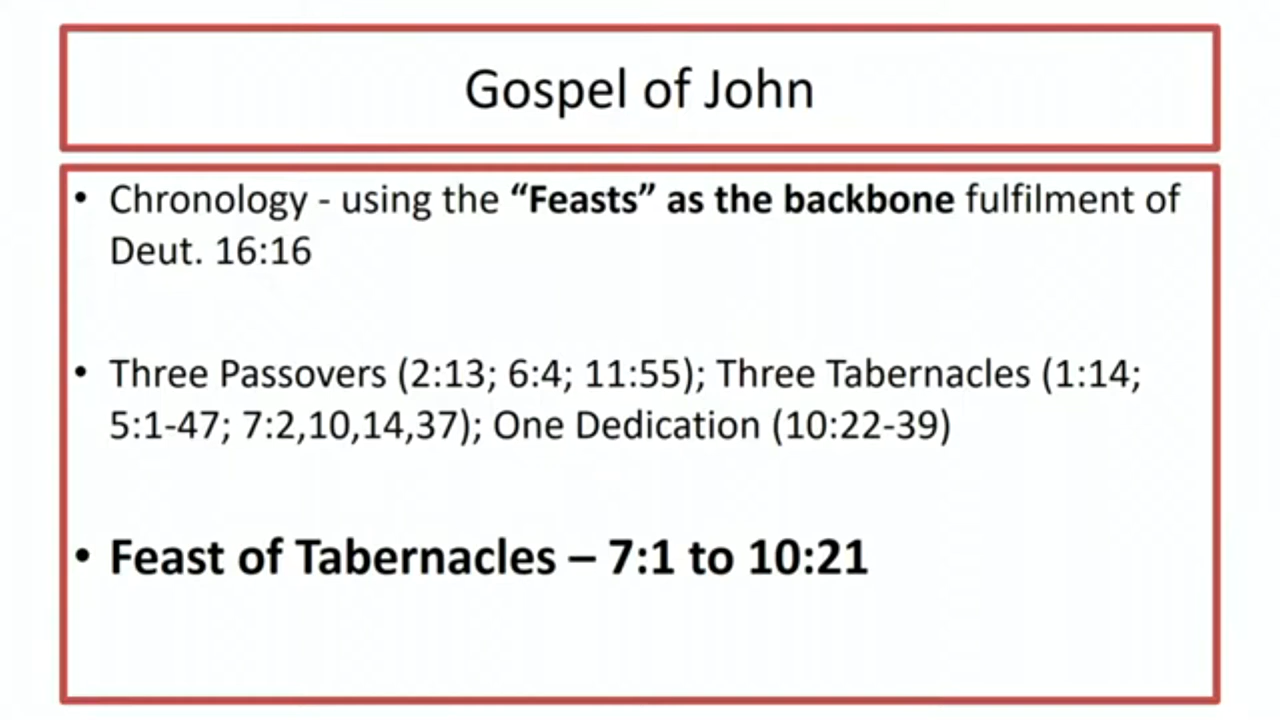 Gospel of John
• Chronology - using the “Feasts” as the backbone fulfilment of
Deut. 16:16
• Three Passovers (2:13; 6:4; 11:55); Three Tabernacles (1:14;
5:1-47; 7:2,10,14,37); One Dedication (10:22-39)
• Feast of Tabernacles – 7:1 to 10:21